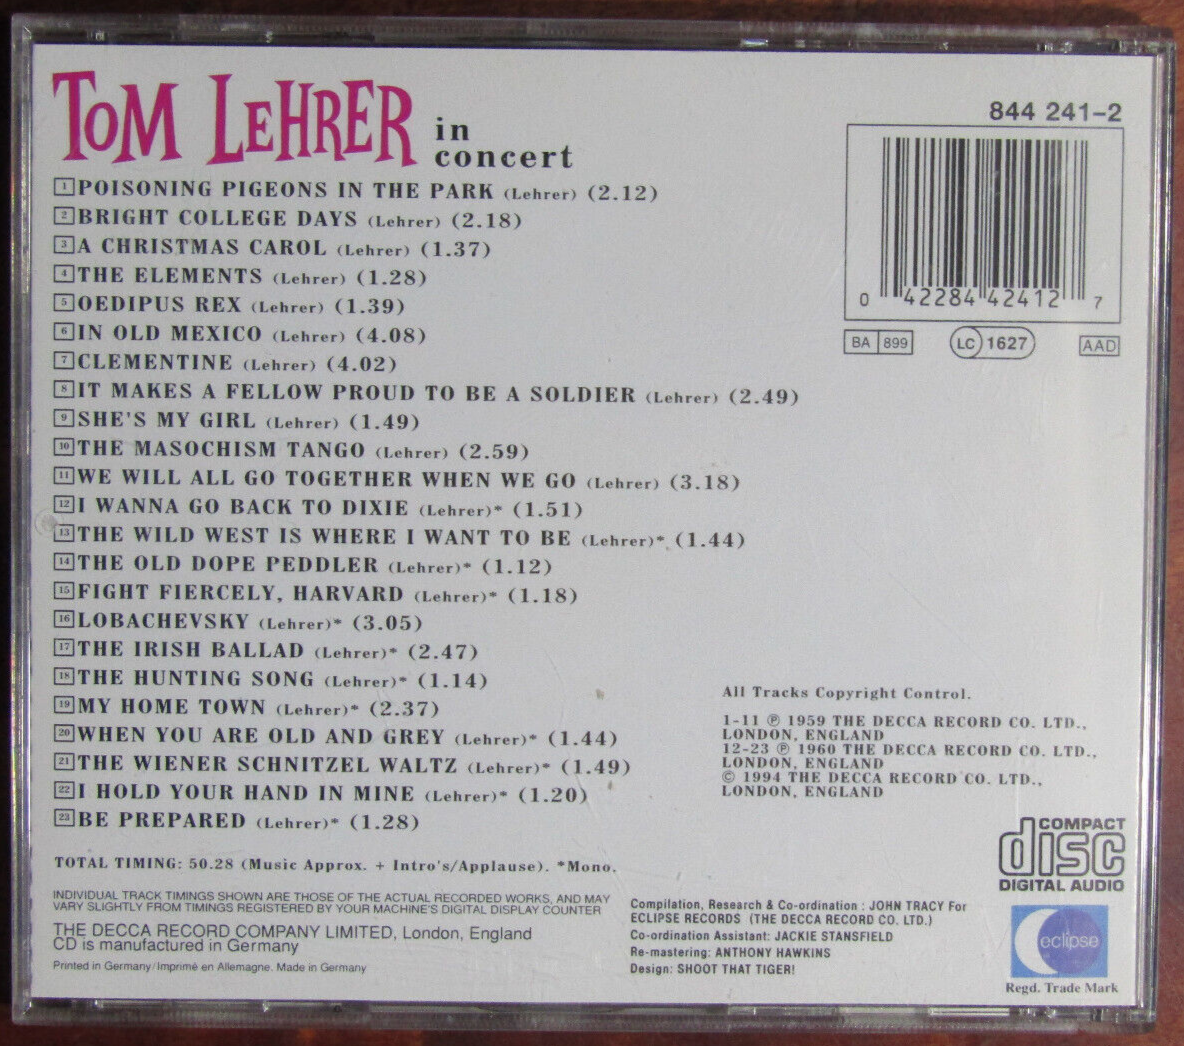 TOM LEHRER in concert
1 POISONING PIGEONS IN THE PARK (Lehrer) (2.12)
2 BRIGHT COLLEGE DAYS (Lehrer) (2.18)
3 A CHRISTMAS CAROL (Lehrer) (1.37)
4 THE ELEMENTS (Lehrer) (1.28)
5 OEDIPUS REX (Lehrer) (1.39)
6 IN OLD MEXICO (Lehrer) (4.08)
7 CLEMENTINE (Lehrer) (4.02)
8 IT MAKES A FELLOW PROUD TO BE A SOLDIER (Lehrer) (2.49)
9 SHE'S MY GIRL (Lehrer) (1.49)
10 THE MASOCHISM TANGO (Lehrer) (2.59)
11 WE WILL ALL GO TOGETHER WHEN WE GO (Lehrer) (3.18)
12 I WANNA GO BACK TO DIXIE (Lehrer)* (1.51)
13 THE WILD WEST IS WHERE I WANT TO BE (Lehrer)* (1.44)
14 THE OLD DOPE PEDDLER (Lehrer)* (1.12)
15 FIGHT FIERCELY, HARVARD (Lehrer)* (1.18)
16 LOBACHEVSKY (Lehrer)* (3.05)
17 THE IRISH BALLAD (Lehrer)* (2.47)
18 THE HUNTING SONG (Lehrer)* (1.14)
19 MY HOME TOWN (Lehrer)* (2.37)
20 WHEN YOU ARE OLD AND GREY (Lehrer)* (1.44)
21 THE WIENER SCHNITZEL WALTZ (Lehrer)* (1.49)
22 I HOLD YOUR HAND IN MINE (Lehrer)* (1.20)
23 BE PREPARED (Lehrer)* (1.28)
TOTAL TIMING: 50.28 (Music Approx. + Intro's/Applause). *Mono.
INDIVIDUAL TRACK TIMINGS SHOWN ARE THOSE OF THE ACTUAL RECORDED WORKS, AND MAY
VARY SLIGHTLY FROM TIMINGS REGISTERED BY YOUR MACHINE'S DIGITAL DISPLAY COUNTER
THE DECCA RECORD COMPANY LIMITED, London, England
CD is manufactured in Germany
Printed in Germany/Imprimé en Allemagne. Made in Germany
844 241-2
0 42284 42412 7
BA 899 LC 1627 AAD
All Tracks Copyright Control.
1-11 ℗ 1959 THE DECCA RECORD CO. LTD.,
LONDON, ENGLAND
12-23 ℗ 1960 THE DECCA RECORD CO. LTD.,
LONDON, ENGLAND
© 1994 THE DECCA RECORD CO. LTD.,
LONDON, ENGLAND
COMPACT
disc
DIGITAL AUDIO
Compilation, Research & Co-ordination : JOHN TRACY For
ECLIPSE RECORDS (THE DECCA RECORD CO. LTD.)
Co-ordination Assistant: JACKIE STANSFIELD
Re-mastering: ANTHONY HAWKINS
Design: SHOOT THAT TIGER!
eclipse
Regd. Trade Mark